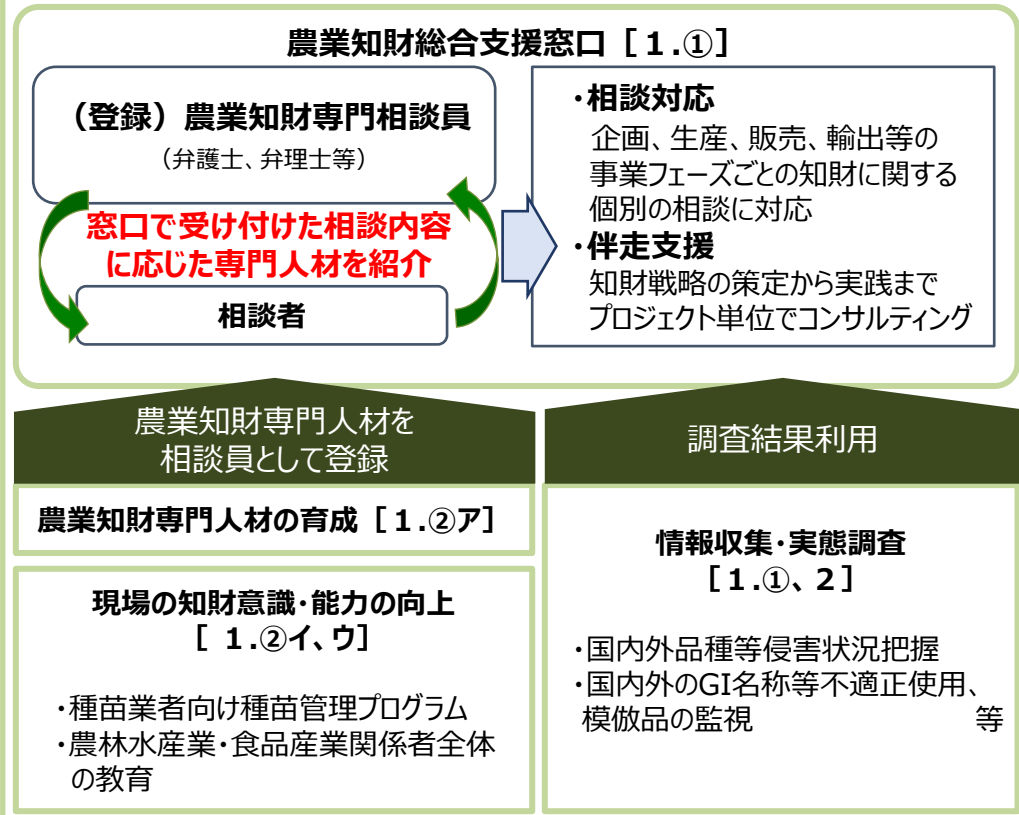 農業知財総合支援窓口［１.①］
（登録）農業知財専門相談員
（弁護士、弁理士等）
窓口で受け付けた相談内容
に応じた専門人材を紹介
相談者
・相談対応
企画、生産、販売、輸出等の
事業フェーズごとの知財に関する
個別の相談に対応
・伴走支援
知財戦略の策定から実践まで
プロジェクト単位でコンサルティング
農業知財専門人材を
相談員として登録
農業知財専門人材の育成［１.②ア］
現場の知財意識・能力の向上
［ １.②イ、ウ］
・種苗業者向け種苗管理プログラム
・農林水産業・食品産業関係者全体
の教育
調査結果利用
情報収集・実態調査
［１.①、２］
・国内外品種等侵害状況把握
・国内外のGI名称等不適正使用、
模倣品の監視　等